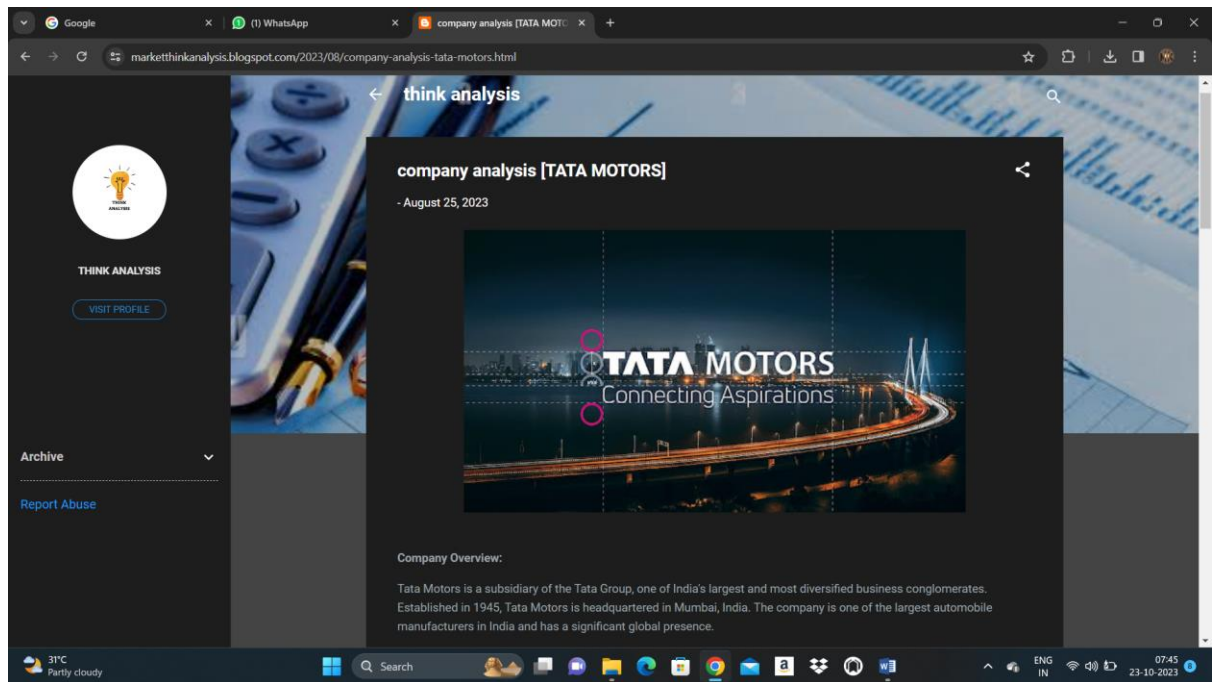 Google
(1) WhatsApp
company analysis [TATA MOTO
marketthinkanalysis.blogspot.com/2023/08/company-analysis-tata-motors.html
think analysis
THINK
ANALYSIS
THINK ANALYSIS
VISIT PROFILE
Archive
Report Abuse
company analysis [TATA MOTORS]
- August 25, 2023
TATA MOTORS
Connecting Aspirations
Company Overview:
Tata Motors is a subsidiary of the Tata Group, one of India's largest and most diversified business conglomerates.
Established in 1945, Tata Motors is headquartered in Mumbai, India. The company is one of the largest automobile
manufacturers in India and has a significant global presence.
31°C
Partly cloudy
Search
ENG
IN
07:45
23-10-2023